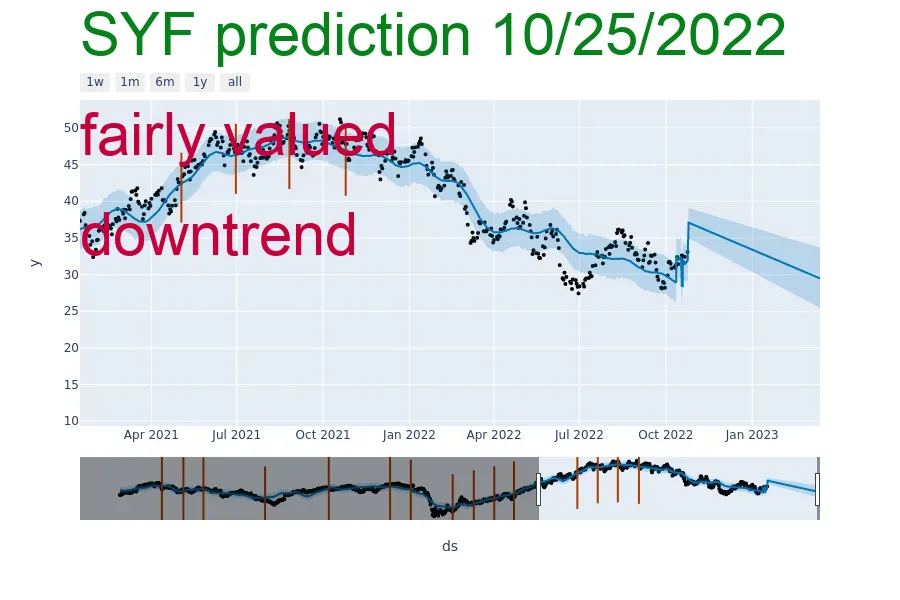 SYF prediction 10/25/2022
1w 1m 6m 1y all
fairly valued
downtrend
50
45
40
35
30
25
20
15
10
y
Apr 2021 Jul 2021 Oct 2021 Jan 2022 Apr 2022 Jul 2022 Oct 2022 Jan 2023
ds